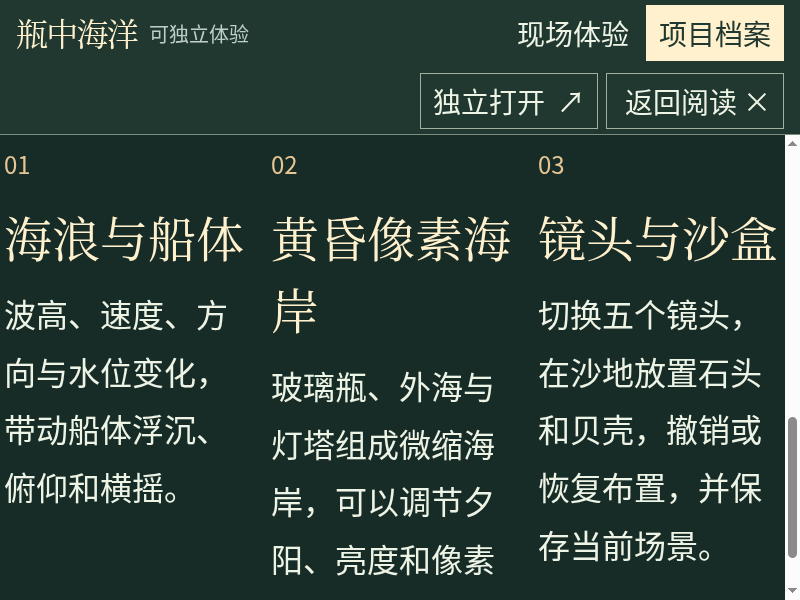 瓶中海洋 可独立体验
现场体验 项目档案
独立打开 ↗ 返回阅读 ×
01
海浪与船体
波高、速度、方
向与水位变化，
带动船体浮沉、
俯仰和横摇。
02
黄昏像素海
岸
玻璃瓶、外海与
灯塔组成微缩海
岸，可以调节夕
阳、亮度和像素
03
镜头与沙盒
切换五个镜头，
在沙地放置石头
和贝壳，撤销或
恢复布置，并保
存当前场景。